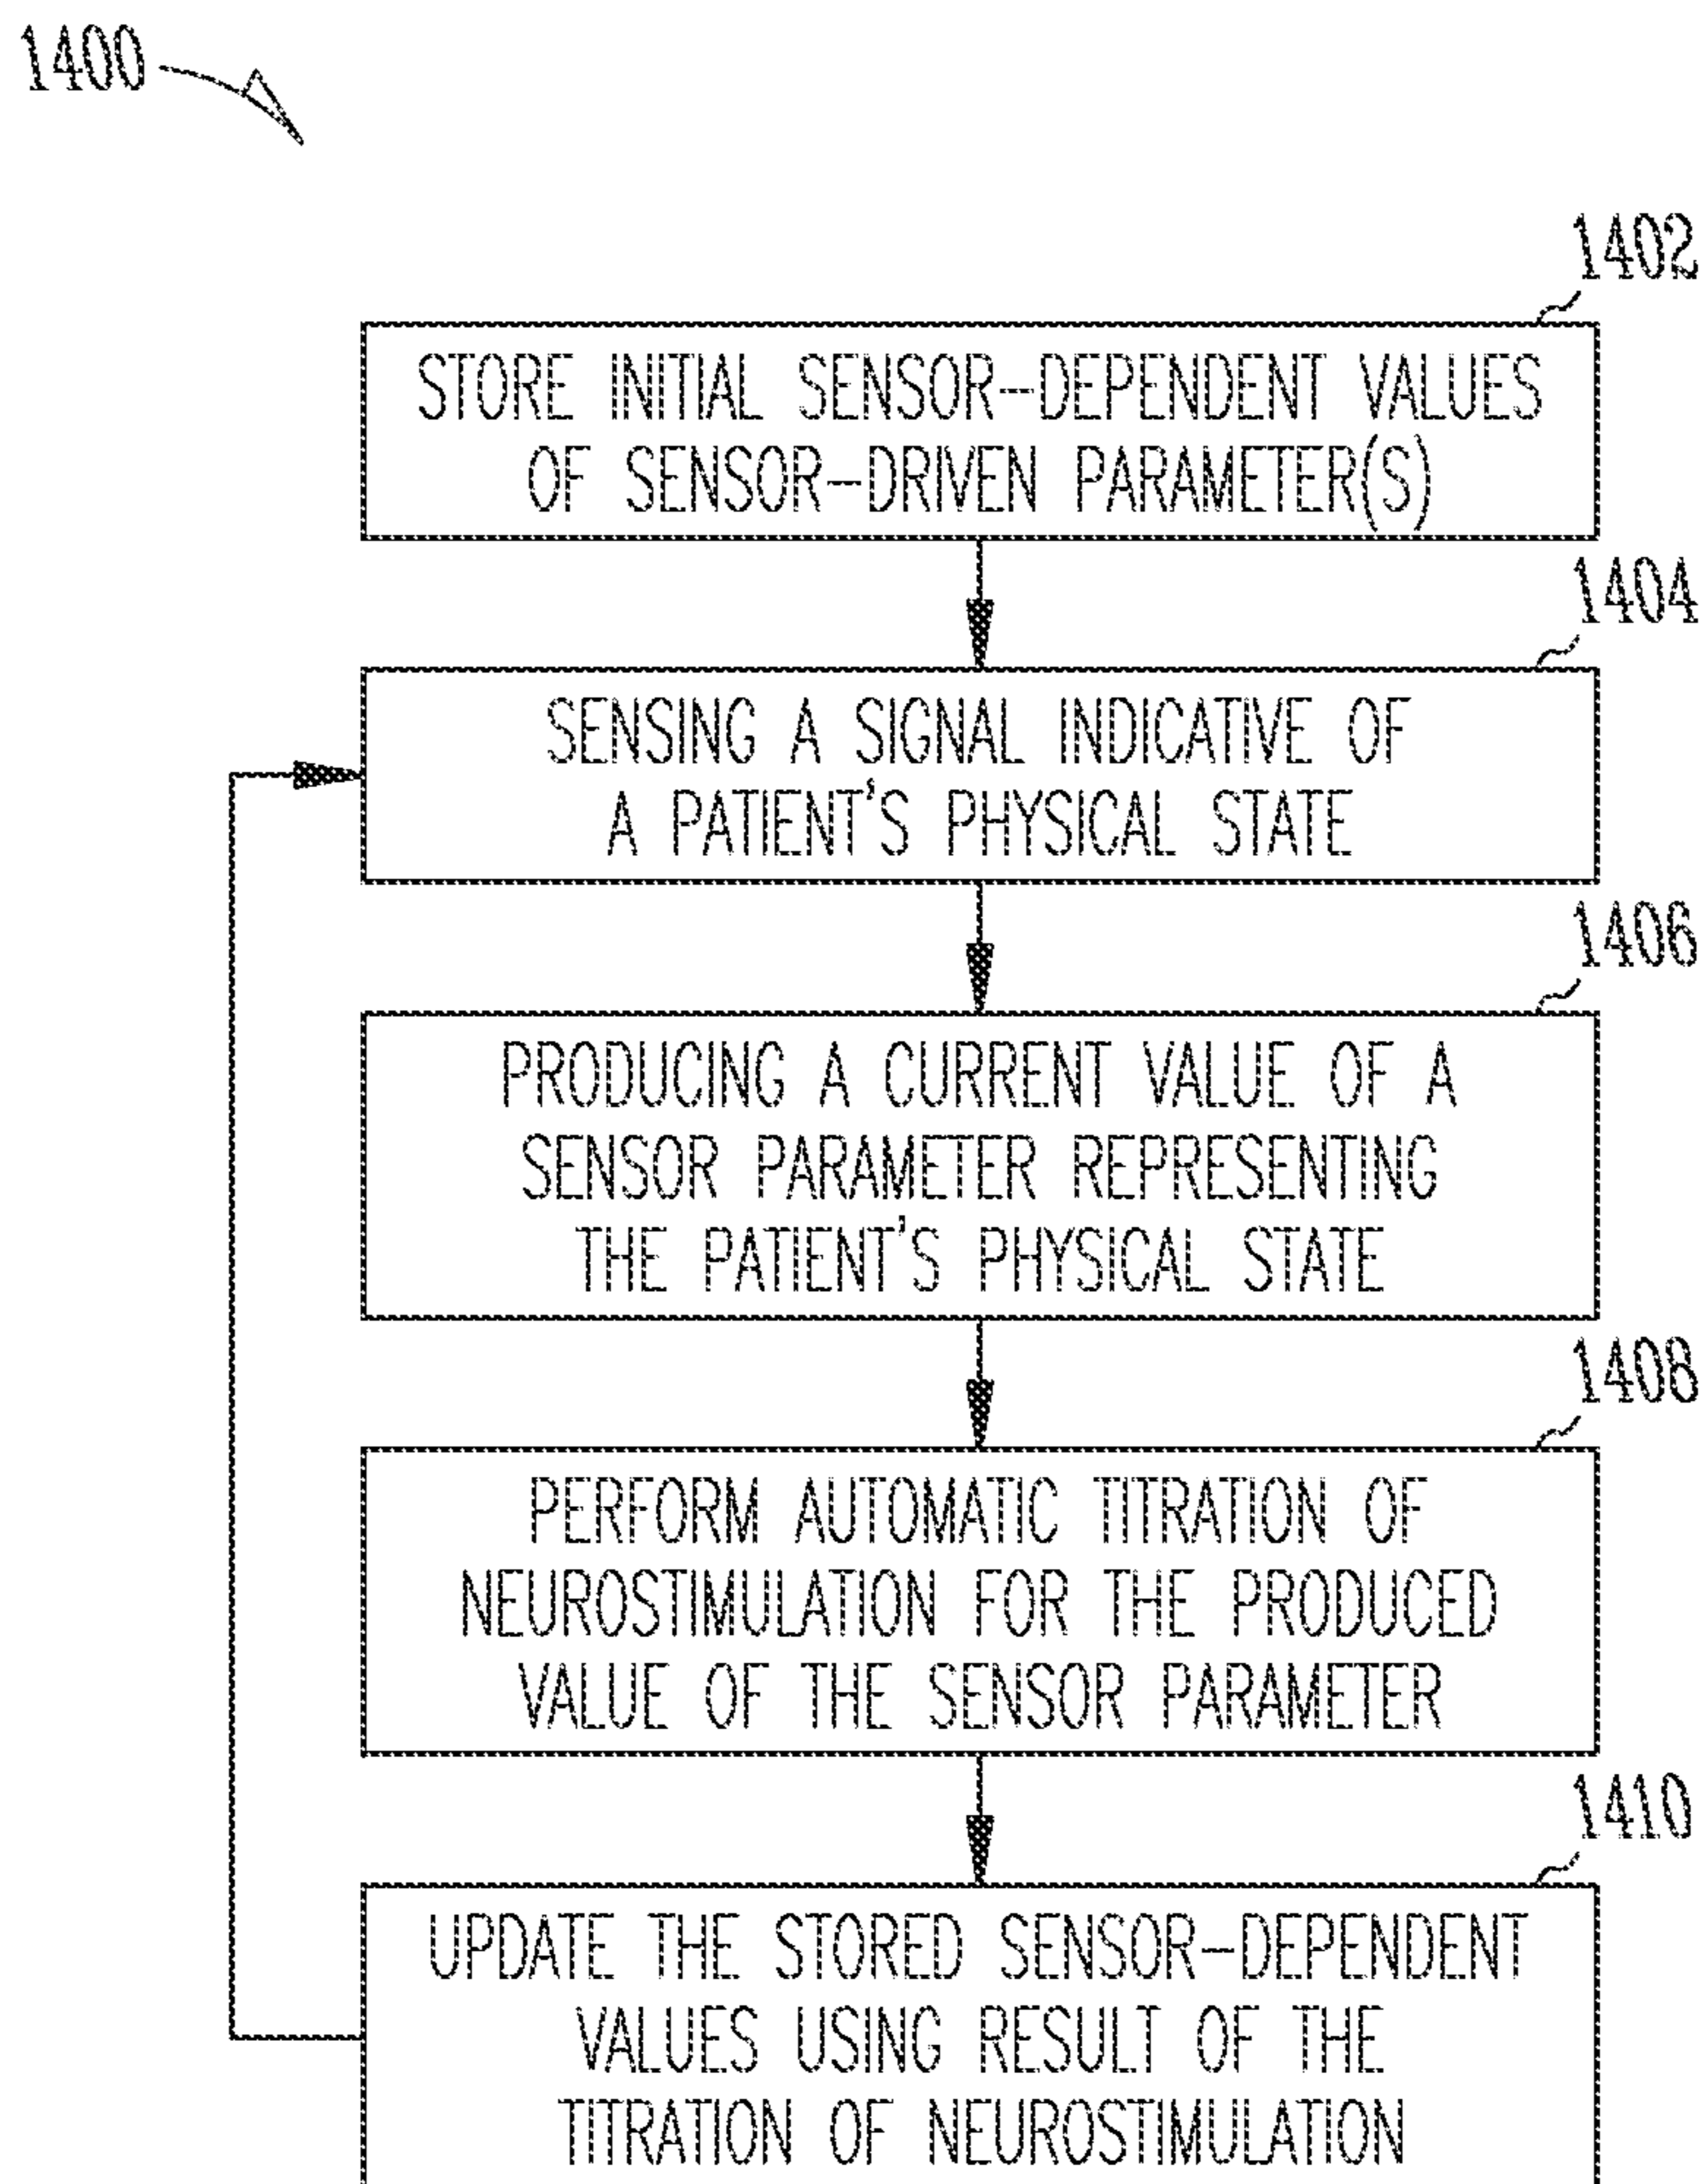 1400
1402
STORE INITIAL SENSOR-DEPENDENT VALUES
OF SENSOR-DRIVEN PARAMETER(S)
1404
SENSING A SIGNAL INDICATIVE OF
A PATIENT'S PHYSICAL STATE
1406
PRODUCING A CURRENT VALUE OF A
SENSOR PARAMETER REPRESENTING
THE PATIENT'S PHYSICAL STATE
1408
PERFORM AUTOMATIC TITRATION OF
NEUROSTIMULATION FOR THE PRODUCED
VALUE OF THE SENSOR PARAMETER
1410
UPDATE THE STORED SENSOR-DEPENDENT
VALUES USING RESULT OF THE
TITRATION OF NEUROSTIMULATION